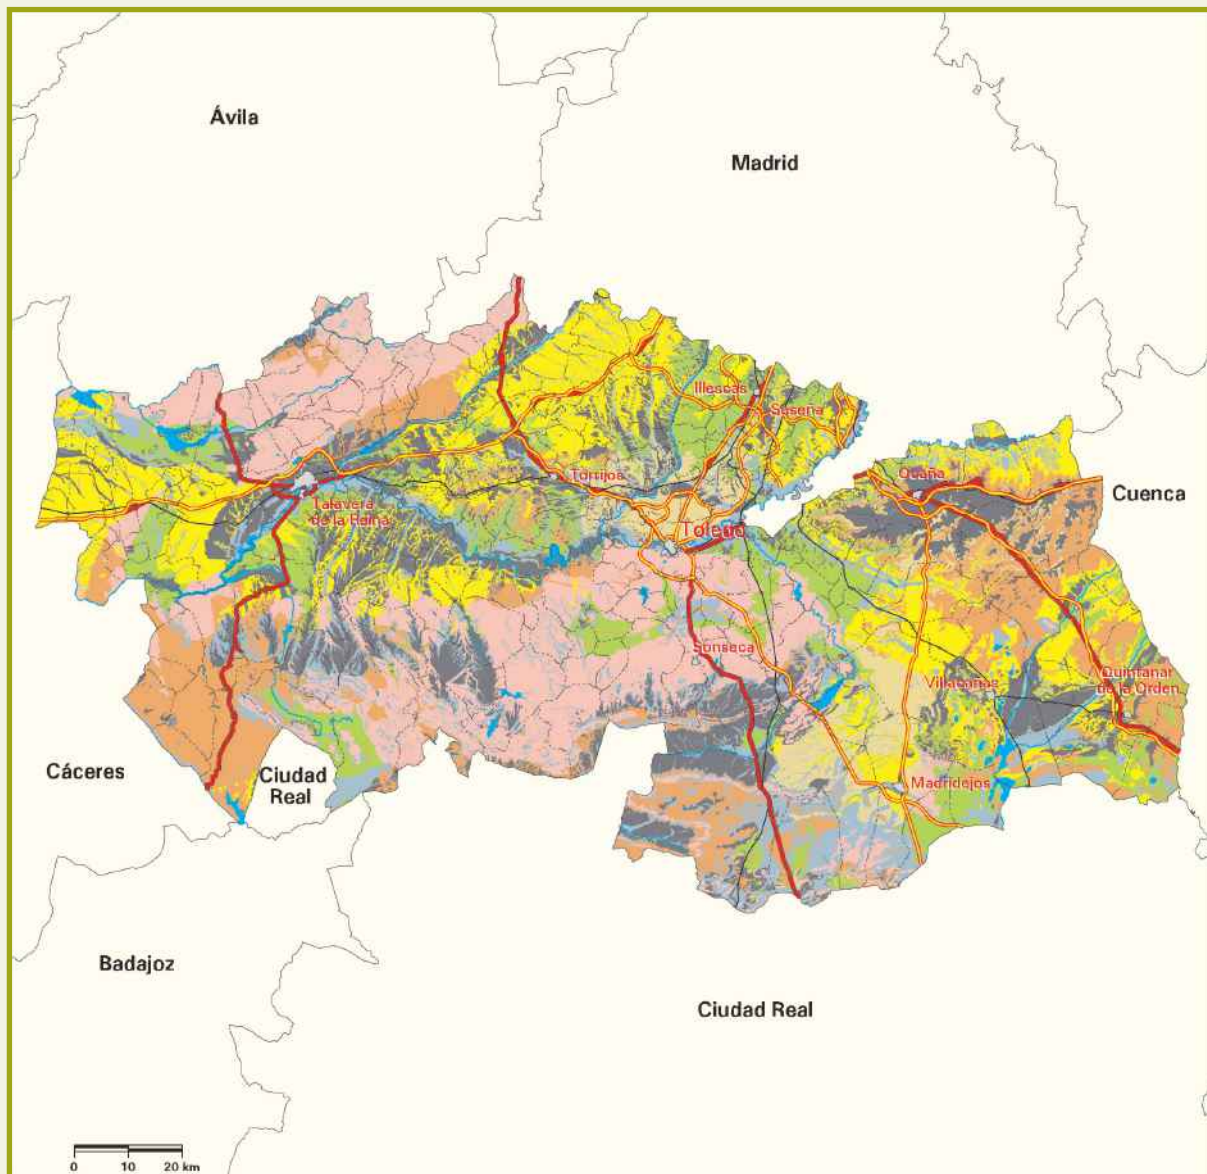 Ávila
Madrid
Illescas
Seseña
Torrijos
Ocaña
Cuenca
Talavera
de la Reina
Toledo
Sonseca
Villacañas
Quintanar
de la Orden
Cáceres
Ciudad
Real
Madridejos
Badajoz
Ciudad Real
0 10 20 km